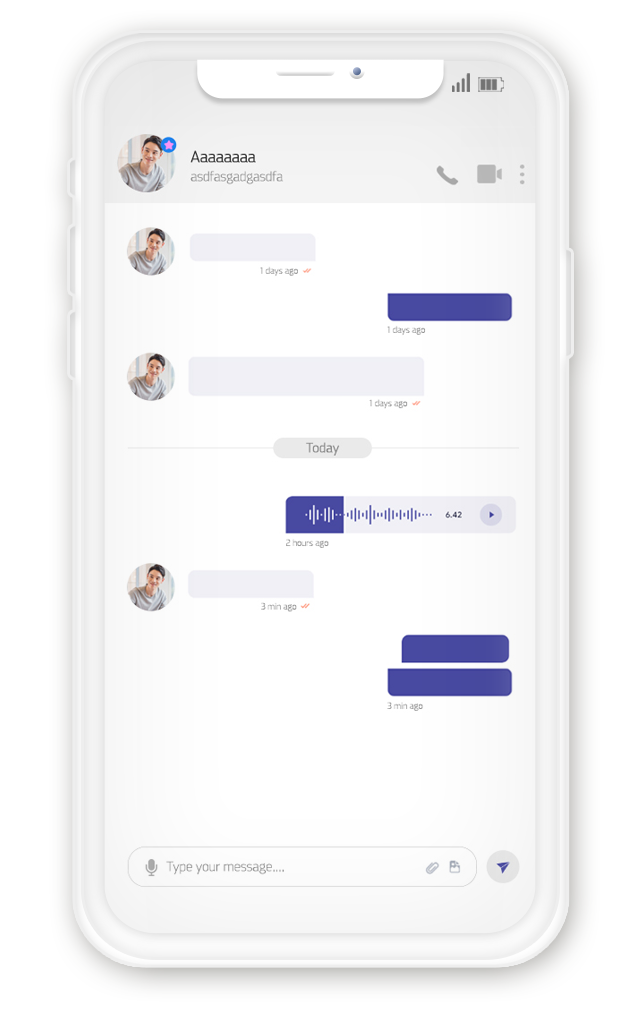 Aaaaaaaa
asdfasgadgasdfa
1 days ago
1 days ago
1 days ago
Today
6.42
2 hours ago
3 min ago
3 min ago
Type your message....